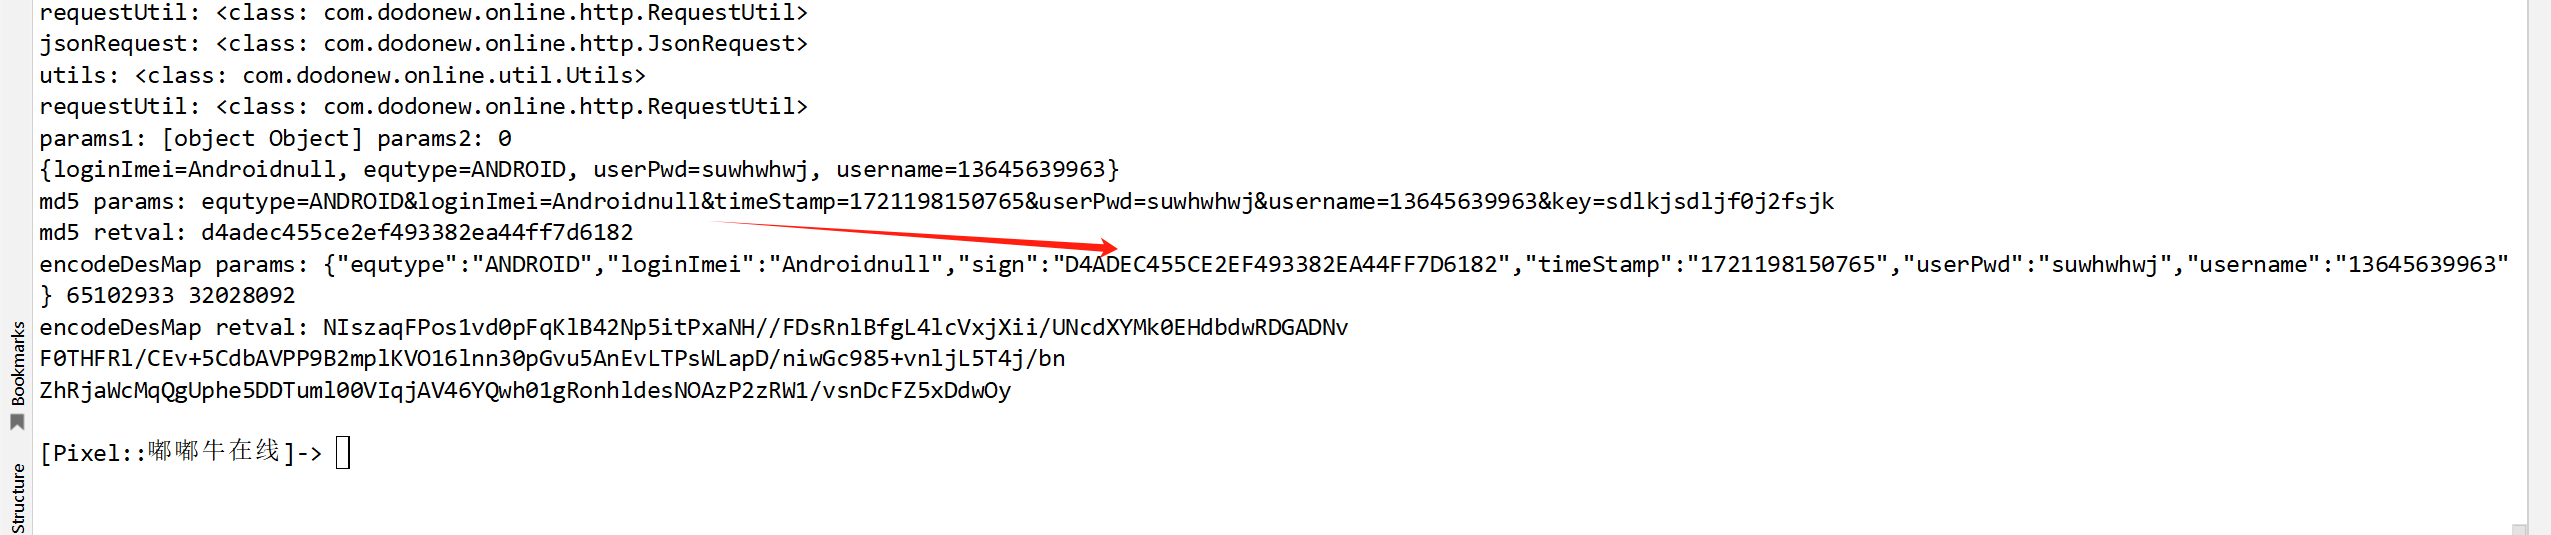 requestUtil: <class: com.dodonew.online.http.RequestUtil>
jsonRequest: <class: com.dodonew.online.http.JsonRequest>
utils: <class: com.dodonew.online.util.Utils>
requestUtil: <class: com.dodonew.online.http.RequestUtil>
params1: [object Object] params2: 0
{loginImei=Androidnull, equtype=ANDROID, userPwd=suwhwhwj, username=13645639963}
md5 params: equtype=ANDROID&loginImei=Androidnull&timeStamp=1721198150765&userPwd=suwhwhwj&username=13645639963&key=sdlkjsdljf0j2fsjk
md5 retval: d4adec455ce2ef493382ea44ff7d6182
encodeDesMap params: {"equtype":"ANDROID","loginImei":"Androidnull","sign":"D4ADEC455CE2EF493382EA44FF7D6182","timeStamp":"1721198150765","userPwd":"suwhwhwj","username":"13645639963"
} 65102933 32028092
encodeDesMap retval: NIszaqFPos1vd0pFqKlB42Np5itPxaNH//FDsRnlBfgL4lcVxjXii/UNcdXYMk0EHdbdwRDGADNv
F0THFRl/CEv+5CdbAVPP9B2mplKVO16lnn30pGvu5AnEvLTPsWLapD/niwGc985+vnljL5T4j/bn
ZhRjaWcMqQgUphe5DDTuml00VIqjAV46YQwh01gRonhldesNOAzP2zRW1/vsnDcFZ5xDdwOy
[Pixel::嘟嘟牛在线]->
Bookmarks
Structure